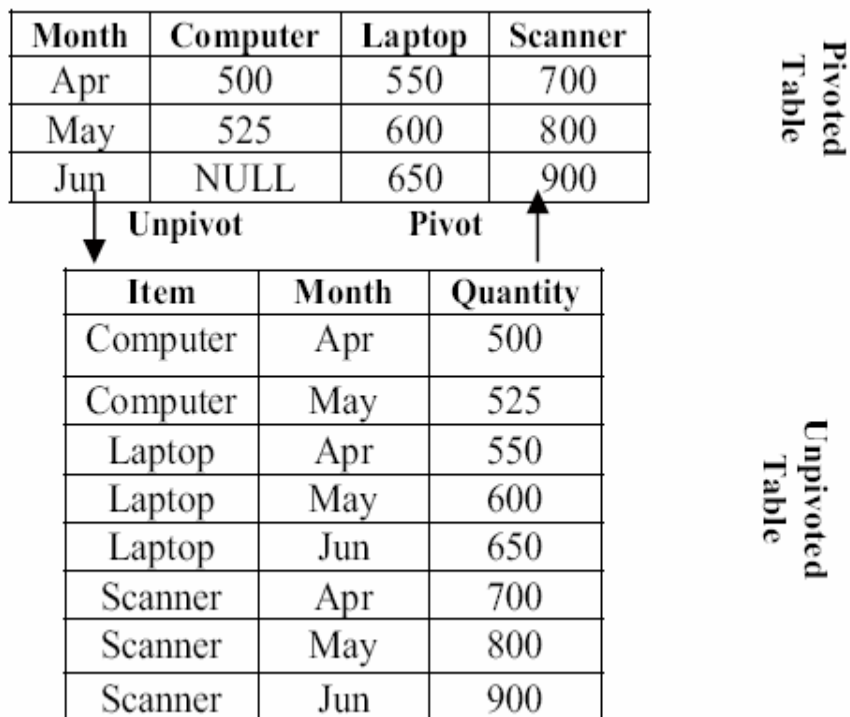 Month Computer Laptop Scanner
Apr 500 550 700
May 525 600 800
Jun NULL 650 900
Pivoted
Table
Unpivot Pivot
Item Month Quantity
Computer Apr 500
Computer May 525
Laptop Apr 550
Laptop May 600
Laptop Jun 650
Scanner Apr 700
Scanner May 800
Scanner Jun 900
Unpivoted
Table